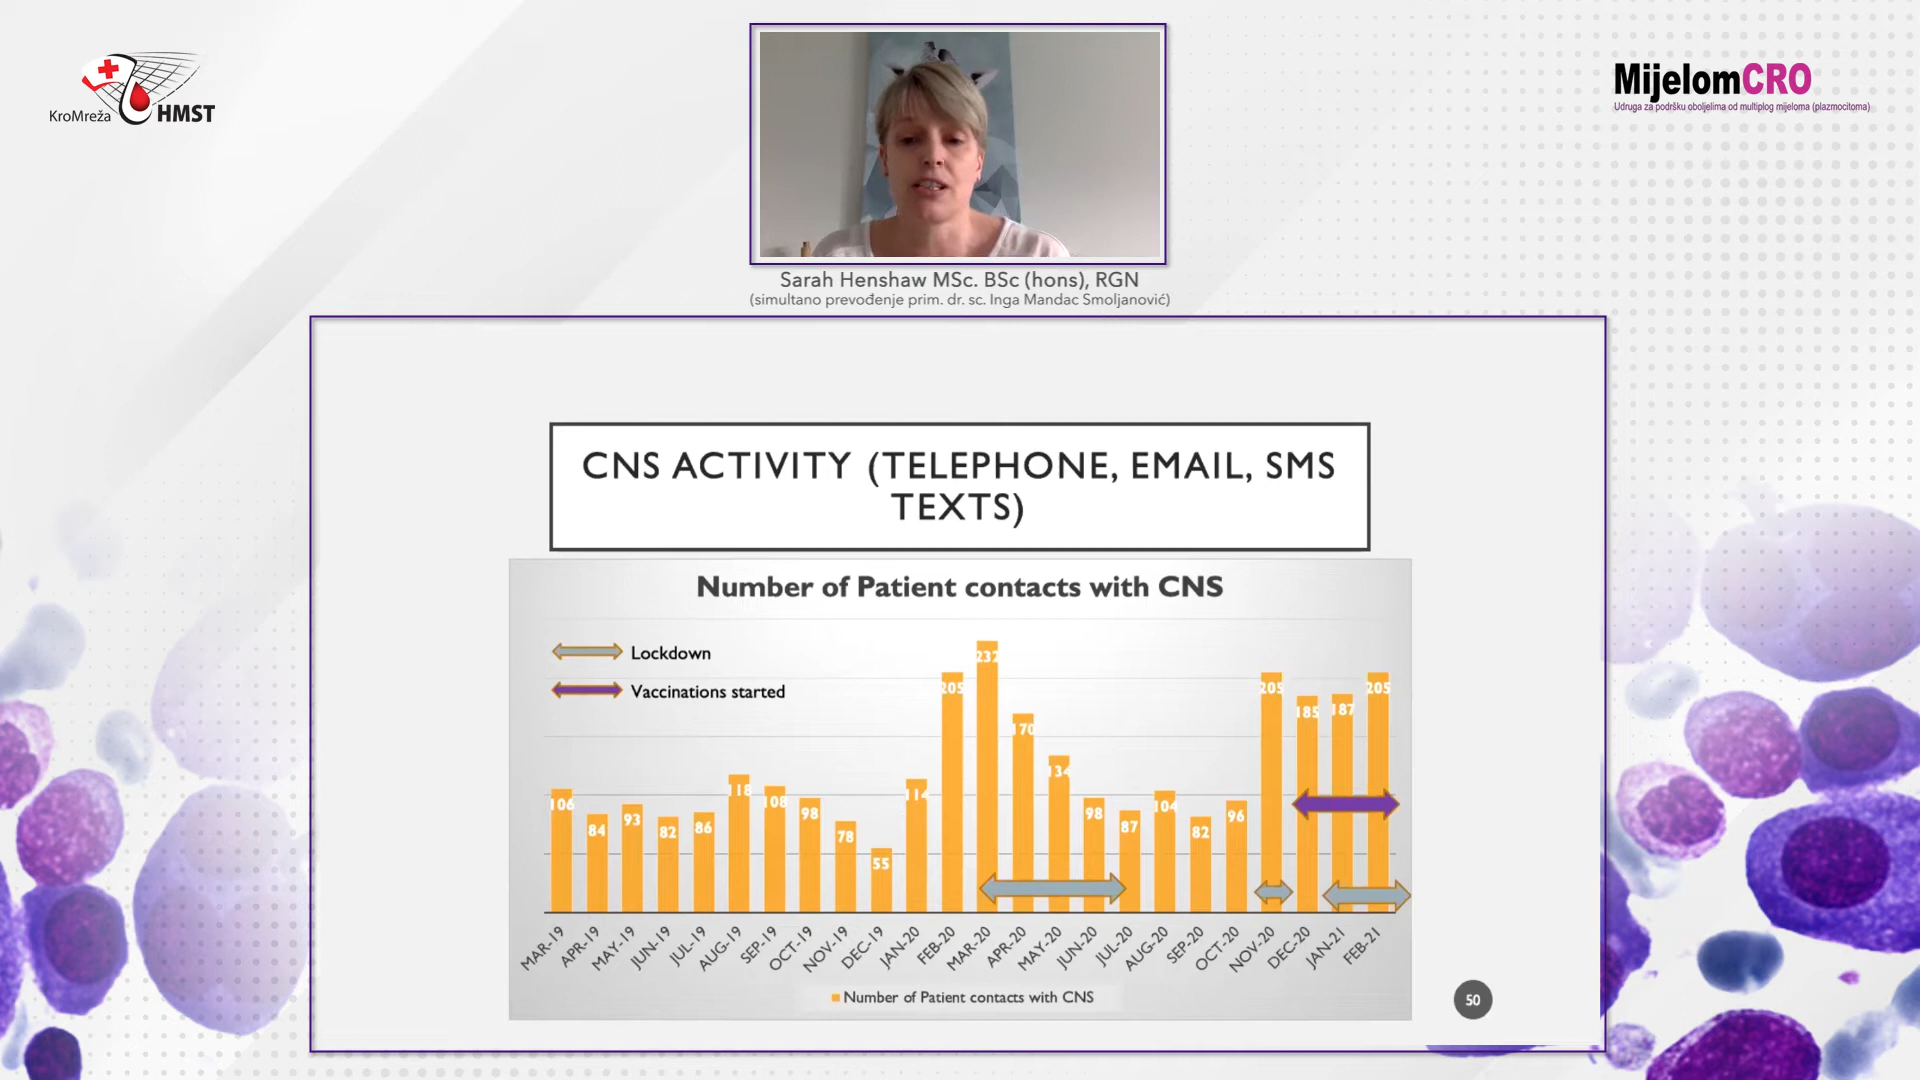 KroMreža HMST
MijelomCRO
Udruga za podršku oboljelima od multiplog mijeloma (plazmocitoma)
Sarah Henshaw MSc. BSc (hons), RGN
(simultano prevođenje prim. dr. sc. Inga Mandac Smoljanović)
CNS ACTIVITY (TELEPHONE, EMAIL, SMS
TEXTS)
Number of Patient contacts with CNS
Lockdown
Vaccinations started
106 84 93 82 86 118 108 98 78 55 114 205 232 170 134 98 87 104 82 96 205 185 187 205
MAR-19 APR-19 MAY-19 JUN-19 JUL-19 AUG-19 SEP-19 OCT-19 NOV-19 DEC-19 JAN-20 FEB-20 MAR-20 APR-20 MAY-20 JUN-20 JUL-20 AUG-20 SEP-20 OCT-20 NOV-20 DEC-20 JAN-21 FEB-21
Number of Patient contacts with CNS
50